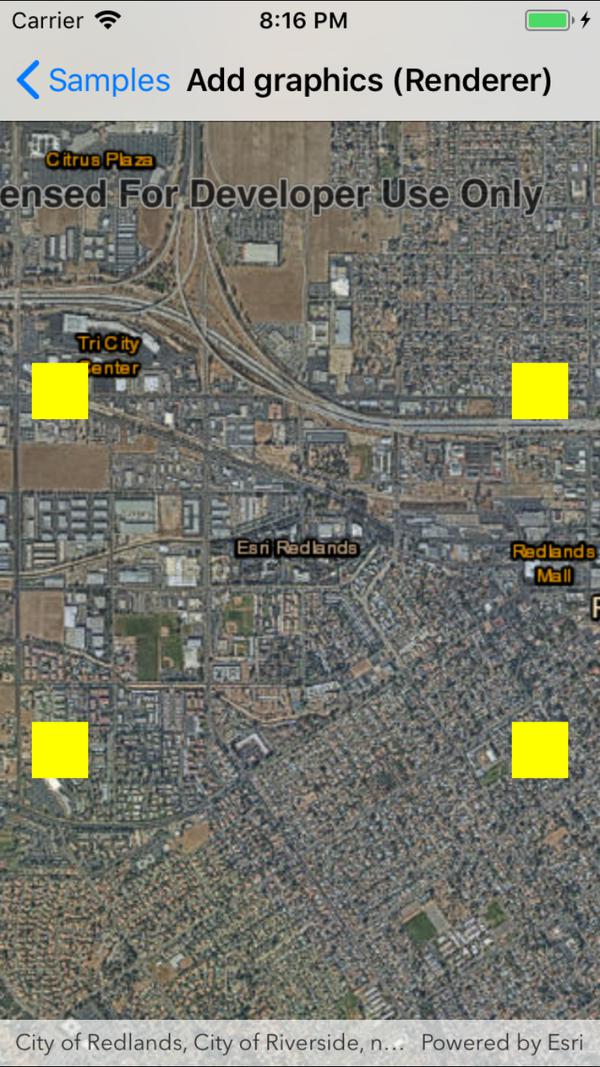 Carrier 8:16 PM
Samples Add graphics (Renderer)
Citrus Plaza
ensed For Developer Use Only
Tri City
Center
Esri Redlands
Redlands
Mall
City of Redlands, City of Riverside, n... Powered by Esri